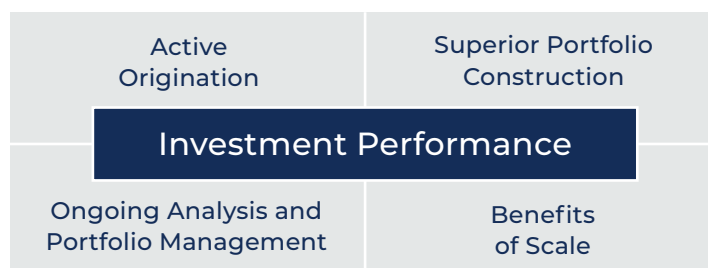 Active
Origination
Superior Portfolio
Construction
Investment Performance
Ongoing Analysis and
Portfolio Management
Benefits
of Scale